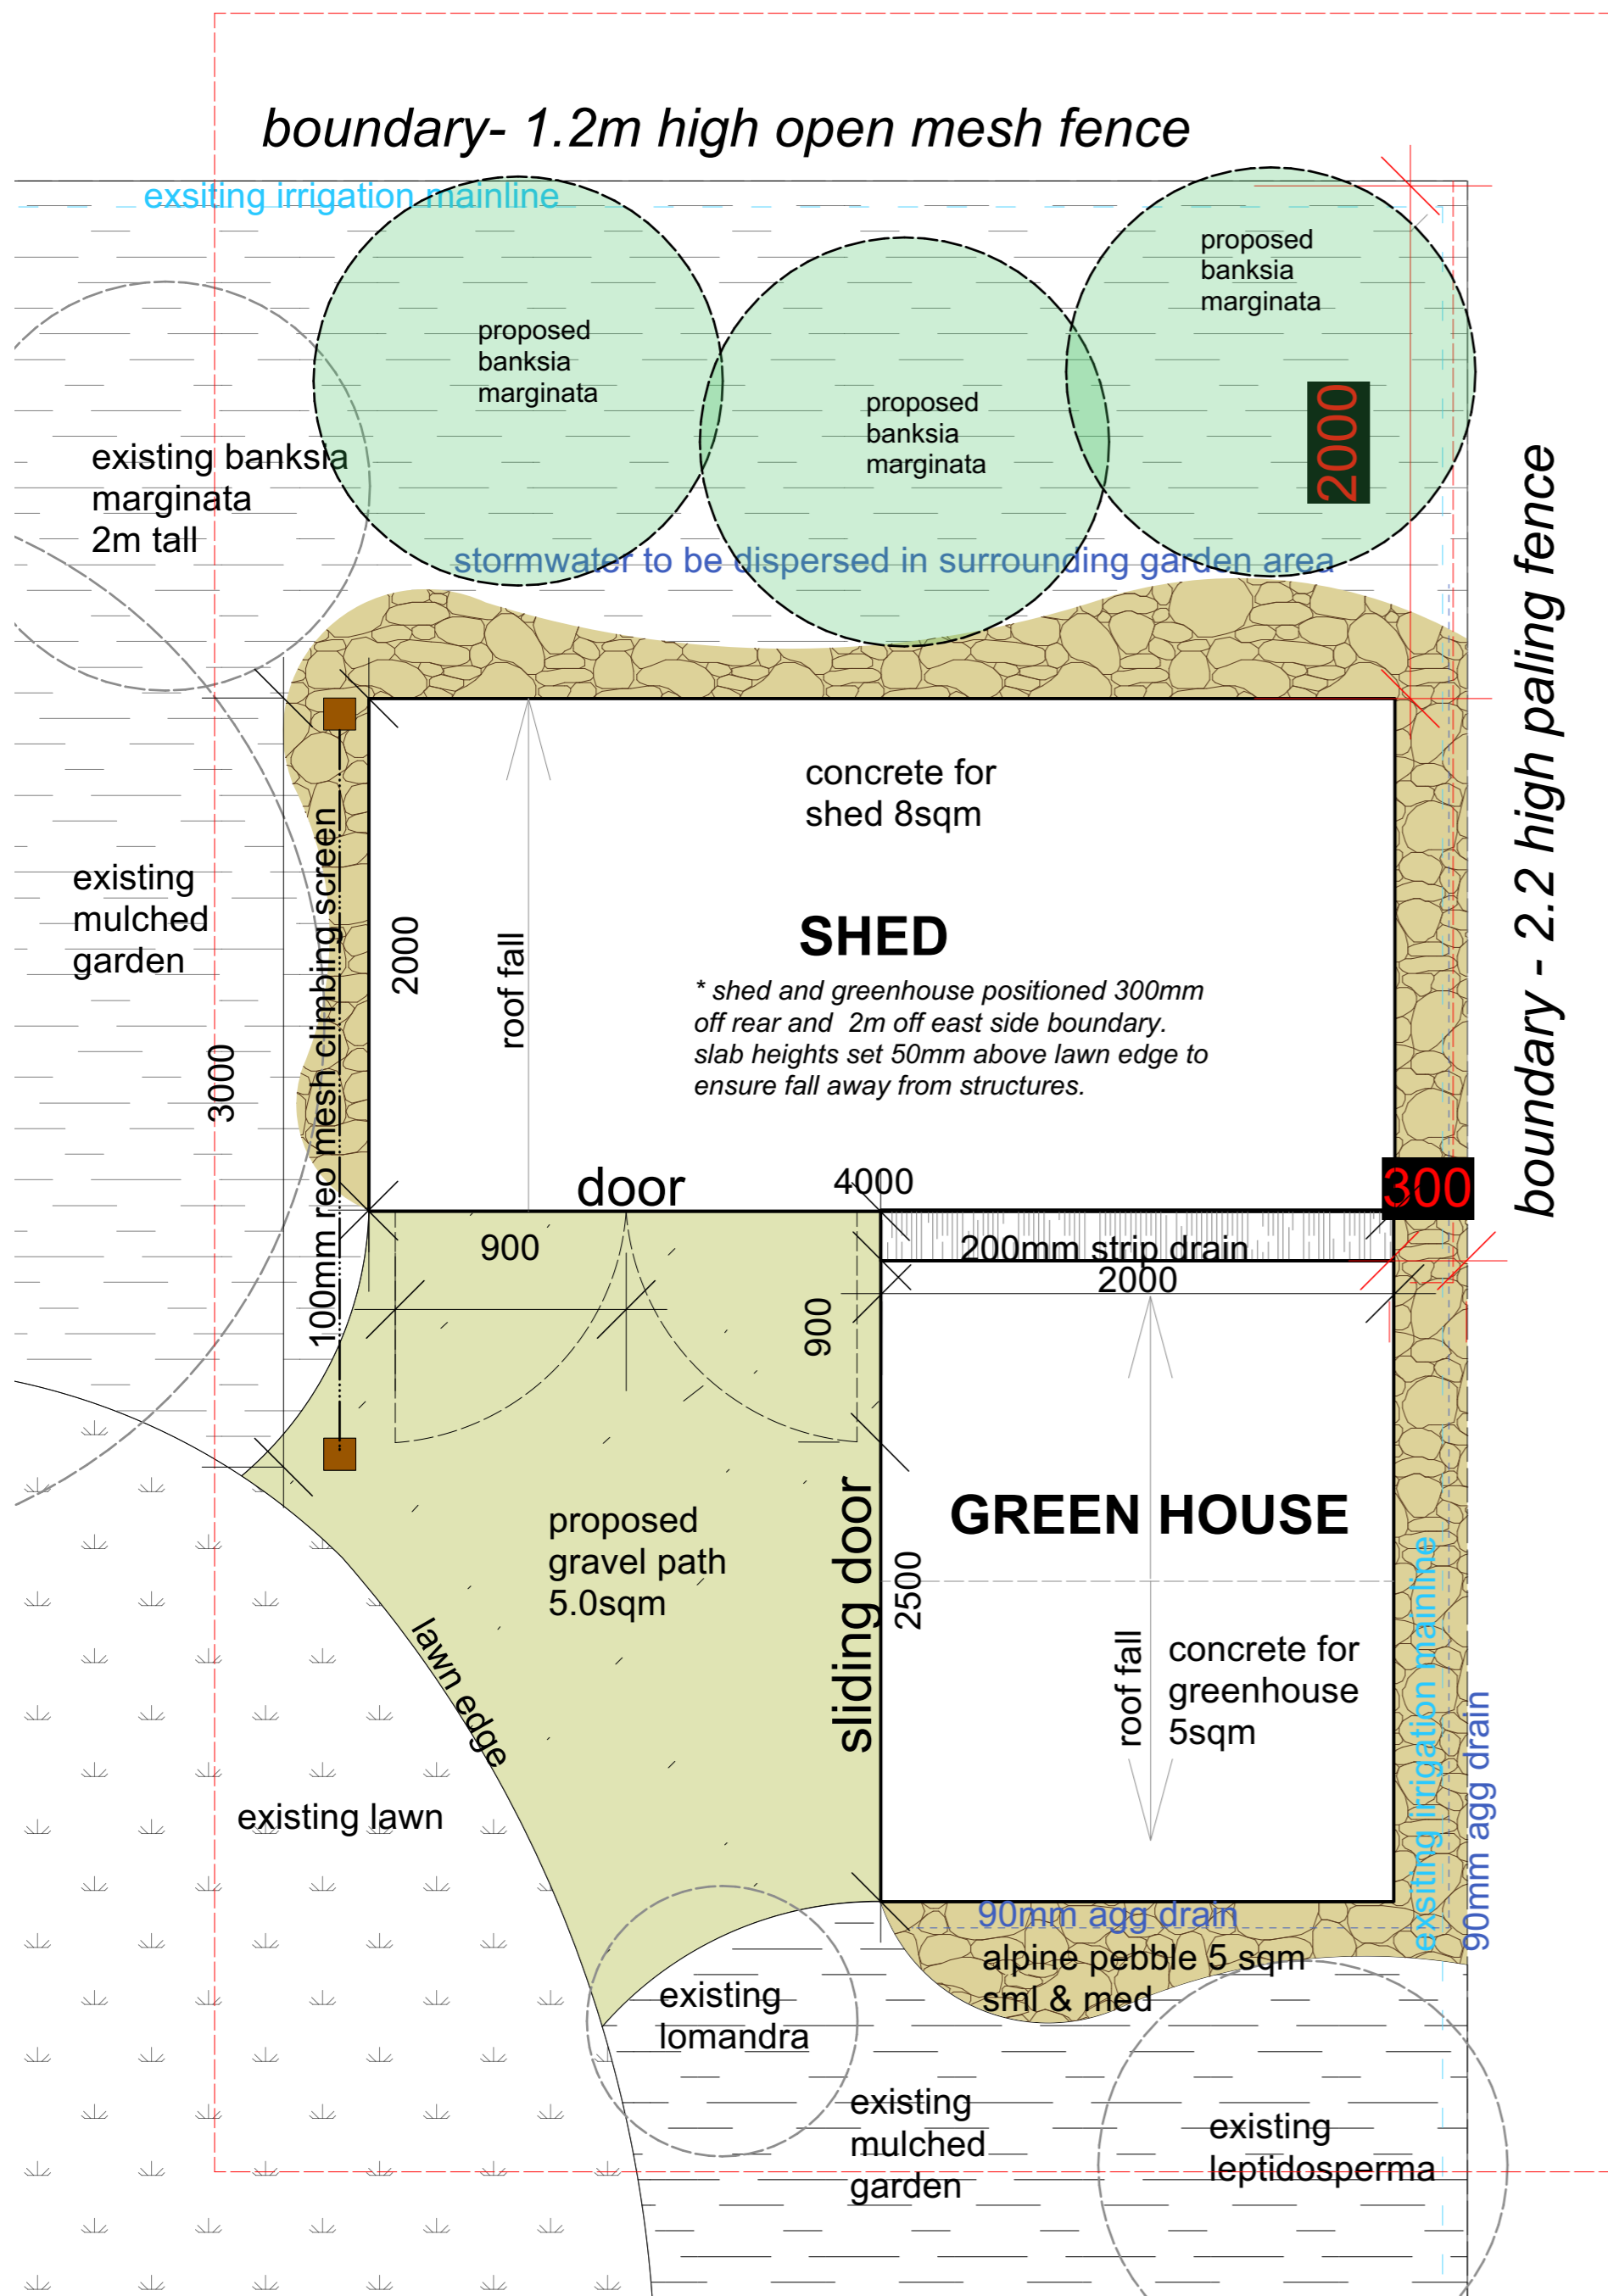 boundary- 1.2m high open mesh fence
exsiting irrigation mainline
proposed
banksia
marginata
proposed
banksia
marginata
proposed
banksia
marginata
2000
existing banksia
marginata
2m tall
stormwater to be dispersed in surrounding garden area
boundary - 2.2 high paling fence
concrete for
shed 8sqm
existing
mulched
garden
100mm reo mesh climbing screen
2000
roof fall
SHED
* shed and greenhouse positioned 300mm
off rear and 2m off east side boundary.
slab heights set 50mm above lawn edge to
ensure fall away from structures.
3000
door
4000
300
900
200mm strip drain
2000
900
GREEN HOUSE
proposed
gravel path
5.0sqm
sliding door
2500
lawn edge
roof fall
concrete for
greenhouse
5sqm
exsiting irrigation mainline
90mm agg drain
existing lawn
90mm agg drain
alpine pebble 5 sqm
sml & med
existing
lomandra
existing
mulched
garden
existing
leptidosperma